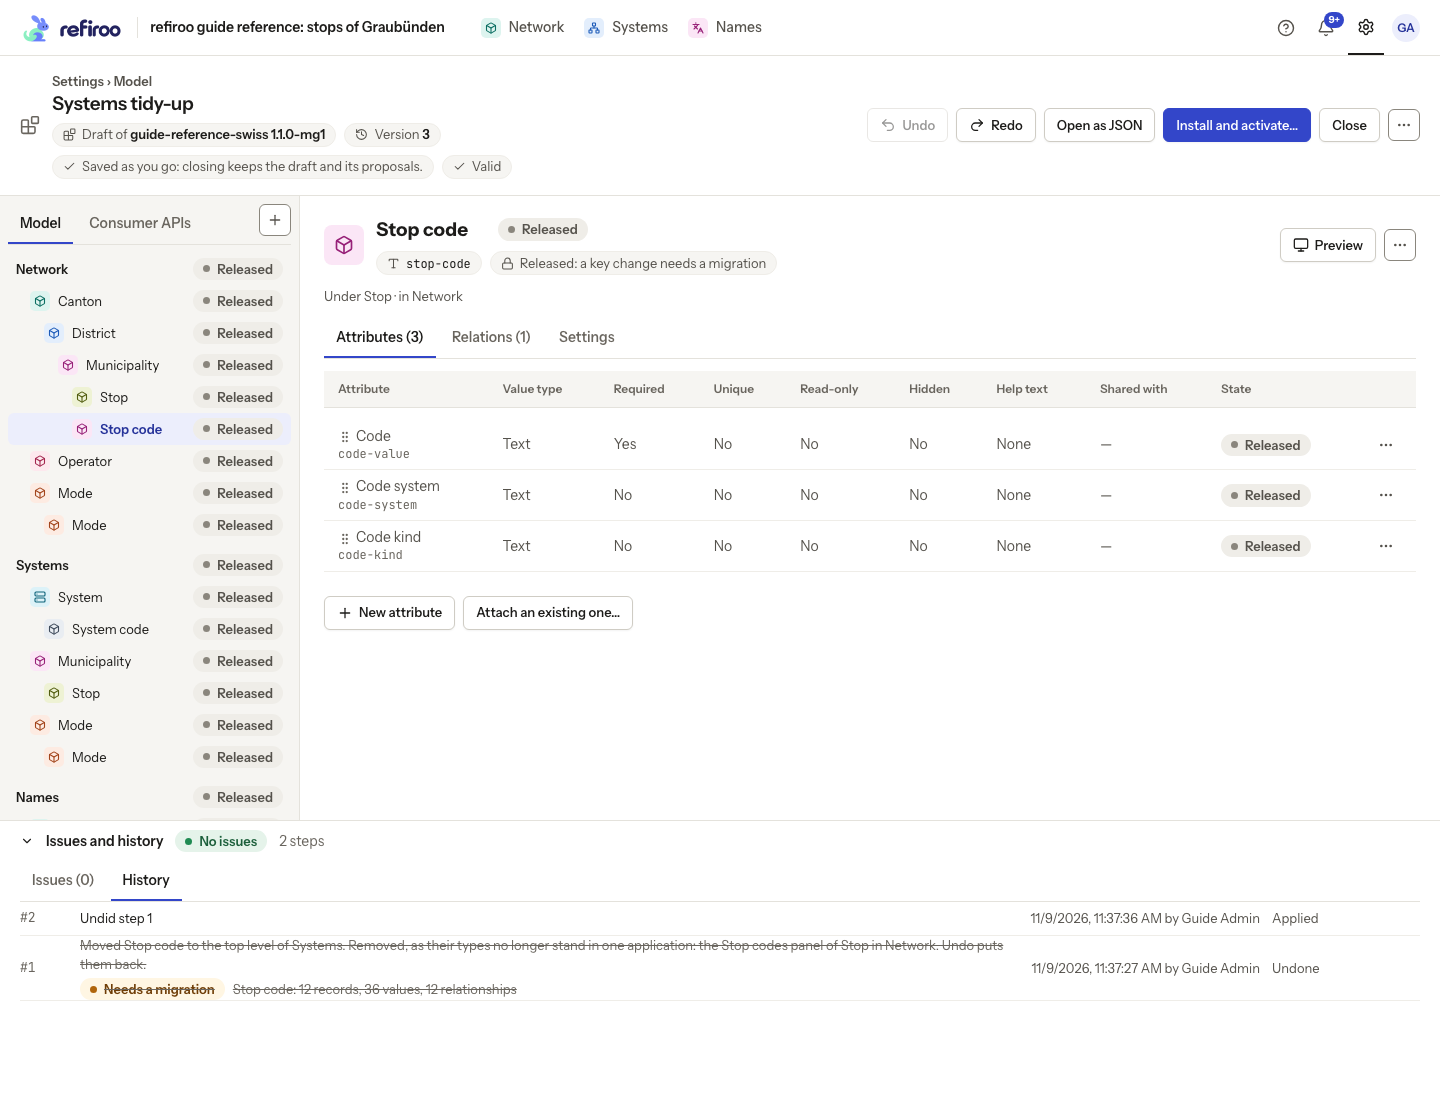 refiroo
refiroo guide reference: stops of Graubünden
Network
Systems
Names
9+
GA
Settings › Model
Systems tidy-up
Draft of guide-reference-swiss 1.1.0-mg1
Version 3
Saved as you go: closing keeps the draft and its proposals.
Valid
Undo
Redo
Open as JSON
Install and activate...
Close
Model
Consumer APIs
Network Released
Canton Released
District Released
Municipality Released
Stop Released
Stop code Released
Operator Released
Mode Released
Mode Released
Systems Released
System Released
System code Released
Municipality Released
Stop Released
Mode Released
Mode Released
Names Released
Stop code
Released
stop-code
Released: a key change needs a migration
Preview
Under Stop · in Network
Attributes (3)
Relations (1)
Settings
Attribute Value type Required Unique Read-only Hidden Help text Shared with State
Code Text Yes No No No None — Released
code-value
Code system Text No No No No None — Released
code-system
Code kind Text No No No No None — Released
code-kind
New attribute
Attach an existing one...
Issues and history
No issues
2 steps
Issues (0)
History
#2 Undid step 1 11/9/2026, 11:37:36 AM by Guide Admin Applied
Moved Stop code to the top level of Systems. Removed, as their types no longer stand in one application: the Stop codes panel of Stop in Network. Undo puts
them back.
#1 11/9/2026, 11:37:27 AM by Guide Admin Undone
Needs a migration Stop code: 12 records, 36 values, 12 relationships